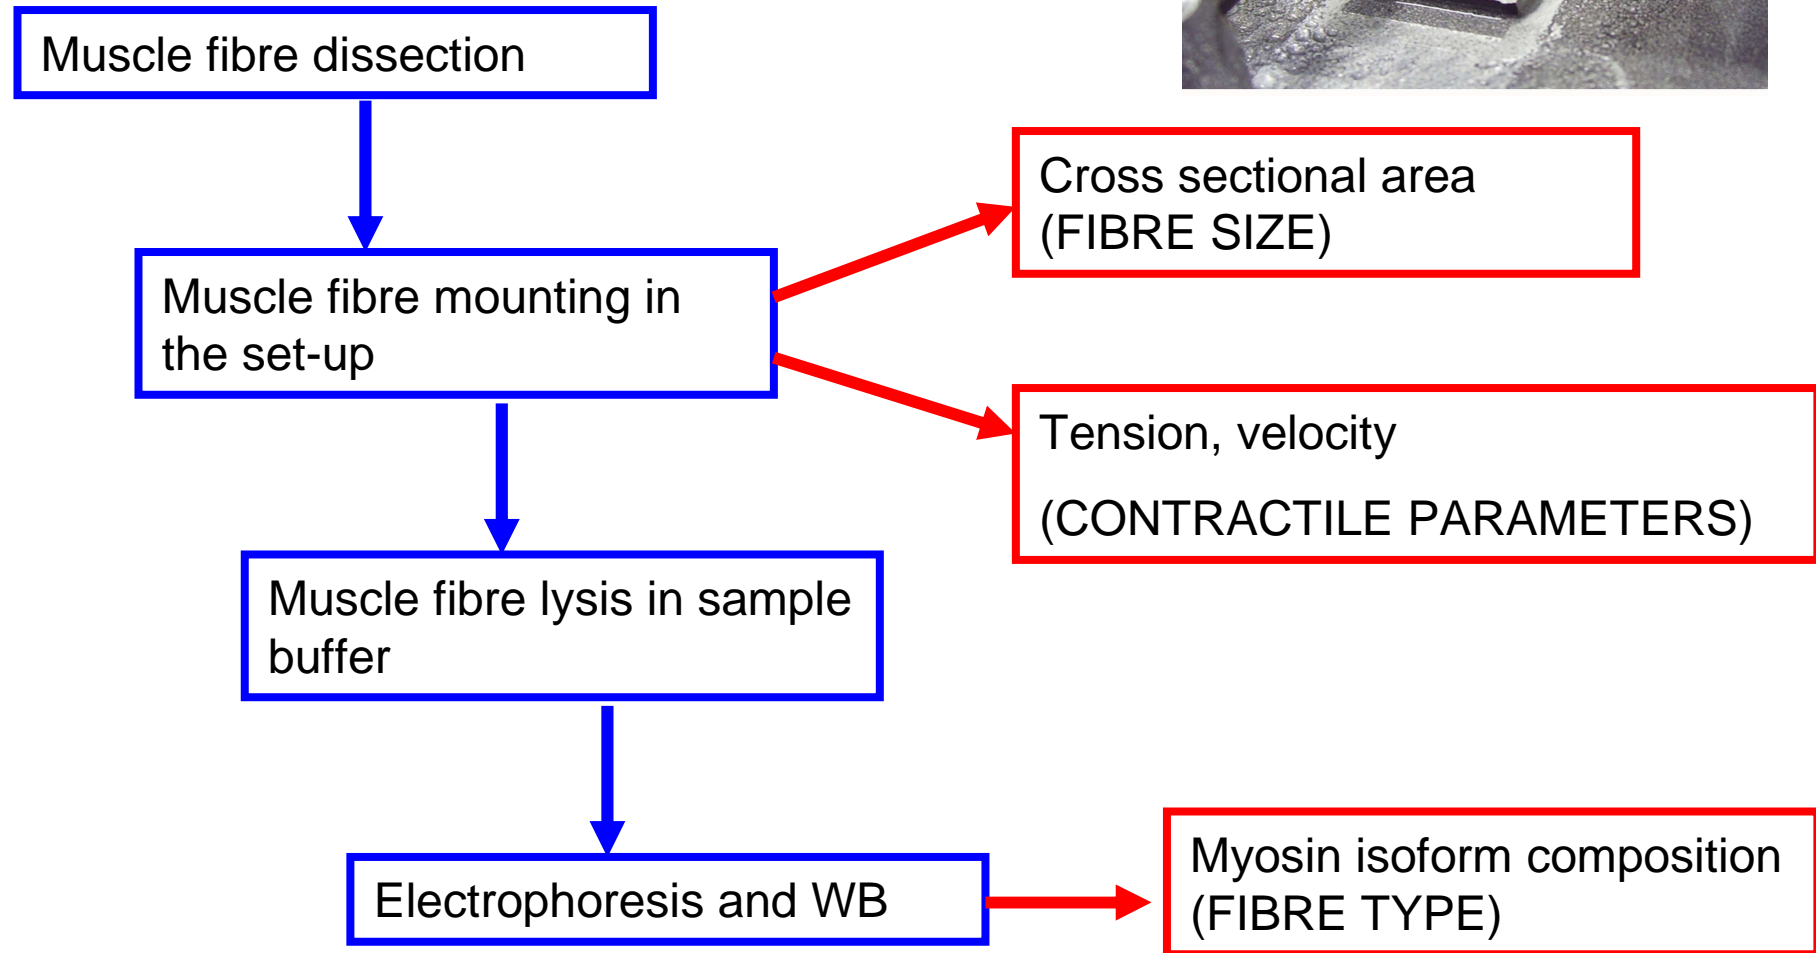 Muscle fibre dissection
Cross sectional area
(FIBRE SIZE)
Muscle fibre mounting in
the set-up
Tension, velocity
(CONTRACTILE PARAMETERS)
Muscle fibre lysis in sample
buffer
Electrophoresis and WB
Myosin isoform composition
(FIBRE TYPE)